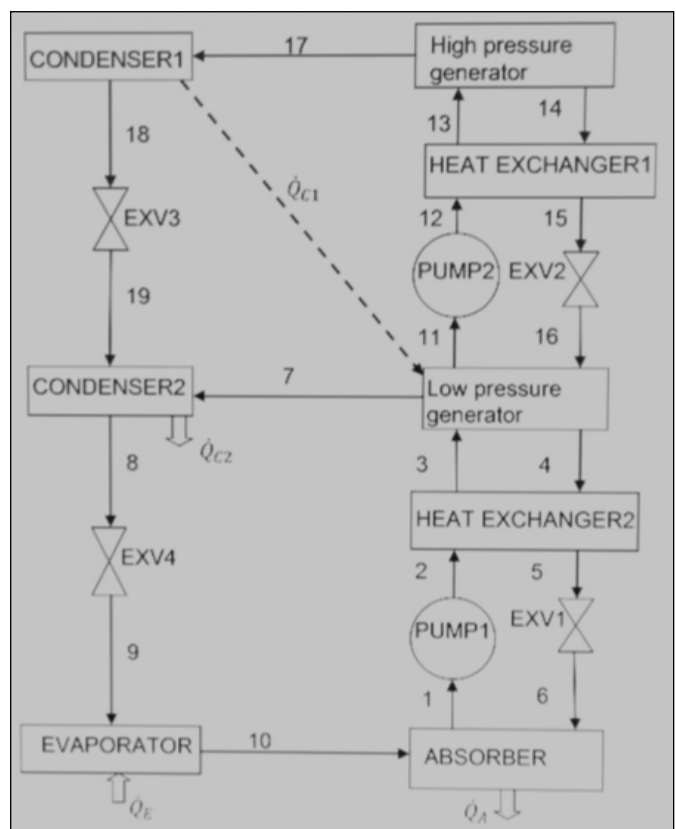 CONDENSER1
17
High pressure
generator
18
13
14
HEAT EXCHANGER1
Q̇C1
EXV3
12
15
PUMP2
EXV2
19
11
16
CONDENSER2
7
Low pressure
generator
Q̇C2
8
3
4
HEAT EXCHANGER2
EXV4
2
5
PUMP1
EXV1
9
1
6
EVAPORATOR
10
ABSORBER
Q̇E
Q̇A